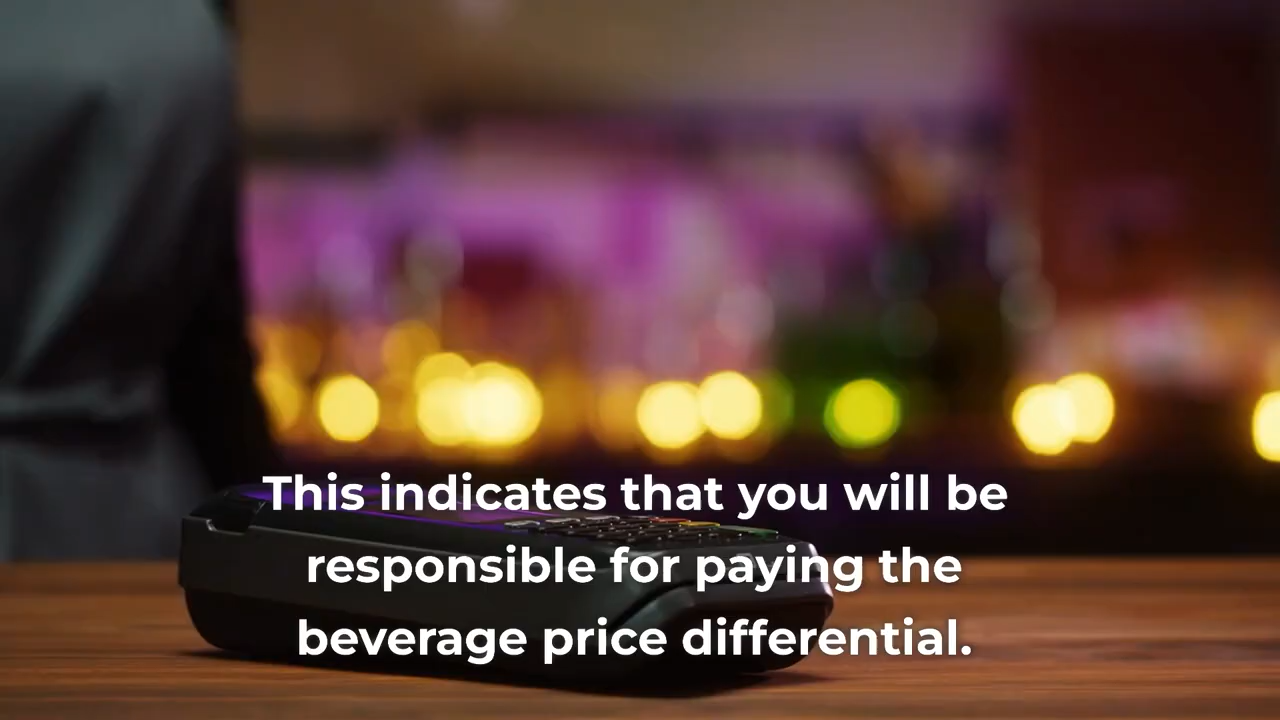 This indicates that you will be
responsible for paying the
beverage price differential.